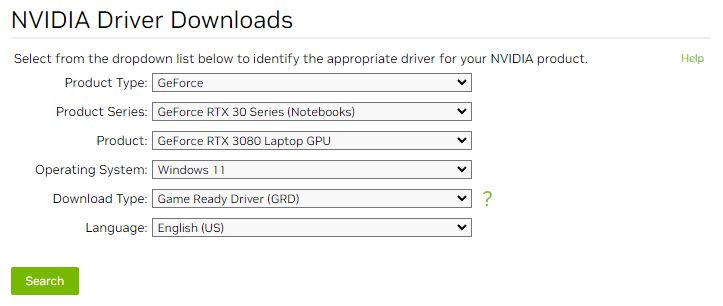 NVIDIA Driver Downloads
Select from the dropdown list below to identify the appropriate driver for your NVIDIA product. Help
Product Type: GeForce
Product Series: GeForce RTX 30 Series (Notebooks)
Product: GeForce RTX 3080 Laptop GPU
Operating System: Windows 11
Download Type: Game Ready Driver (GRD) ?
Language: English (US)
Search